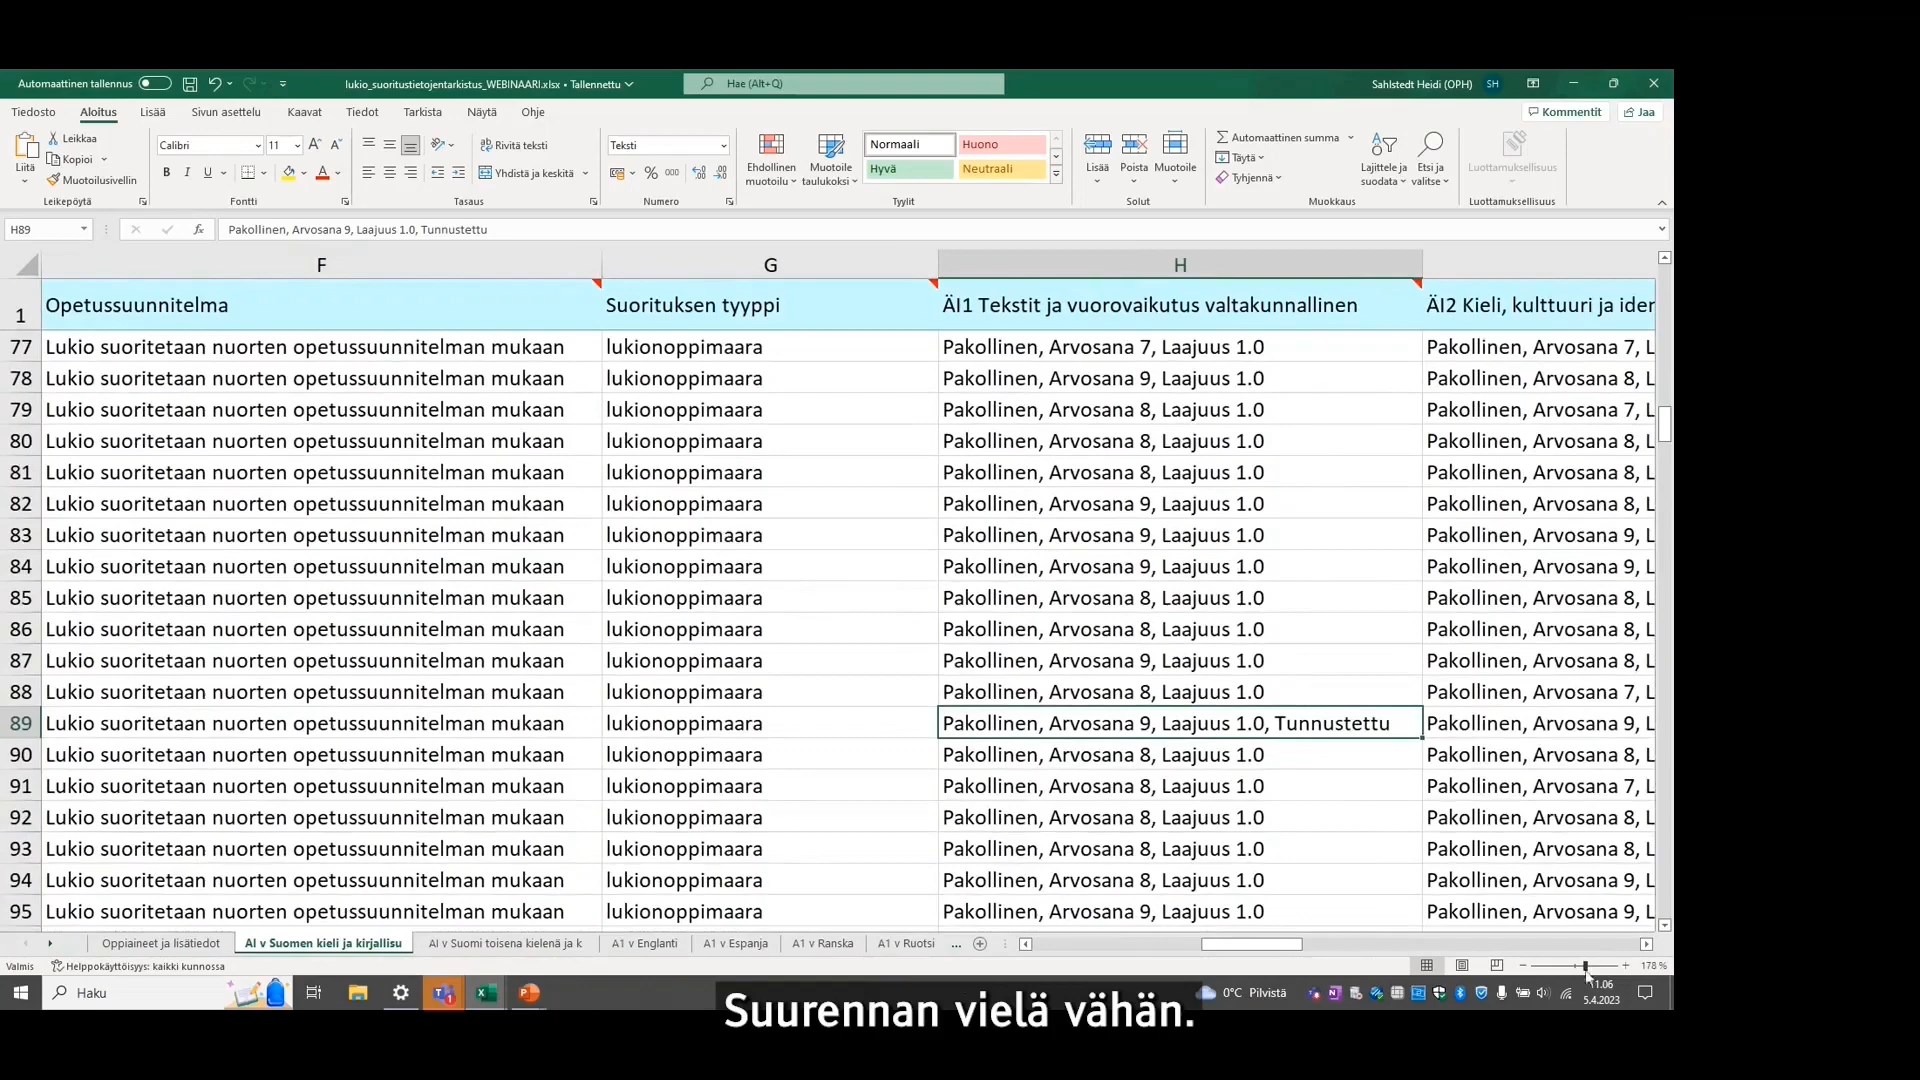 Automaattinen tallennus
lukio_suoritustietojentarkistus_WEBINAARI.xlsx • Tallennettu
Hae (Alt+Q)
Sahlstedt Heidi (OPH) SH
Tiedosto Aloitus Lisää Sivun asettelu Kaavat Tiedot Tarkista Näytä Ohje
Kommentit Jaa
Liitä
Leikkaa
Kopioi
Muotoilusivellin
Leikepöytä
Calibri 11
B I U
Fontti
Rivitä teksti
Yhdistä ja keskitä
Tasaus
Teksti
% 000
Numero
Ehdollinen muotoilu
Muotoile taulukoksi
Normaali Huono
Hyvä Neutraali
Tyylit
Lisää Poista Muotoile
Solut
Automaattinen summa
Täytä
Tyhjennä
Lajittele ja suodata
Etsi ja valitse
Muokkaus
Luottamuksellisuus
Luottamuksellisuus
H89 fx Pakollinen, Arvosana 9, Laajuus 1.0, Tunnustettu
F G H
1 Opetussuunnitelma Suorituksen tyyppi ÄI1 Tekstit ja vuorovaikutus valtakunnallinen ÄI2 Kieli, kulttuuri ja iden
77 Lukio suoritetaan nuorten opetussuunnitelman mukaan lukionoppimaara Pakollinen, Arvosana 7, Laajuus 1.0 Pakollinen, Arvosana 7, L
78 Lukio suoritetaan nuorten opetussuunnitelman mukaan lukionoppimaara Pakollinen, Arvosana 9, Laajuus 1.0 Pakollinen, Arvosana 8, L
79 Lukio suoritetaan nuorten opetussuunnitelman mukaan lukionoppimaara Pakollinen, Arvosana 8, Laajuus 1.0 Pakollinen, Arvosana 7, L
80 Lukio suoritetaan nuorten opetussuunnitelman mukaan lukionoppimaara Pakollinen, Arvosana 8, Laajuus 1.0 Pakollinen, Arvosana 8, L
81 Lukio suoritetaan nuorten opetussuunnitelman mukaan lukionoppimaara Pakollinen, Arvosana 8, Laajuus 1.0 Pakollinen, Arvosana 8, L
82 Lukio suoritetaan nuorten opetussuunnitelman mukaan lukionoppimaara Pakollinen, Arvosana 9, Laajuus 1.0 Pakollinen, Arvosana 8, L
83 Lukio suoritetaan nuorten opetussuunnitelman mukaan lukionoppimaara Pakollinen, Arvosana 9, Laajuus 1.0 Pakollinen, Arvosana 9, L
84 Lukio suoritetaan nuorten opetussuunnitelman mukaan lukionoppimaara Pakollinen, Arvosana 9, Laajuus 1.0 Pakollinen, Arvosana 9, L
85 Lukio suoritetaan nuorten opetussuunnitelman mukaan lukionoppimaara Pakollinen, Arvosana 8, Laajuus 1.0 Pakollinen, Arvosana 8, L
86 Lukio suoritetaan nuorten opetussuunnitelman mukaan lukionoppimaara Pakollinen, Arvosana 8, Laajuus 1.0 Pakollinen, Arvosana 8, L
87 Lukio suoritetaan nuorten opetussuunnitelman mukaan lukionoppimaara Pakollinen, Arvosana 9, Laajuus 1.0 Pakollinen, Arvosana 8, L
88 Lukio suoritetaan nuorten opetussuunnitelman mukaan lukionoppimaara Pakollinen, Arvosana 8, Laajuus 1.0 Pakollinen, Arvosana 7, L
89 Lukio suoritetaan nuorten opetussuunnitelman mukaan lukionoppimaara Pakollinen, Arvosana 9, Laajuus 1.0, Tunnustettu Pakollinen, Arvosana 9, L
90 Lukio suoritetaan nuorten opetussuunnitelman mukaan lukionoppimaara Pakollinen, Arvosana 8, Laajuus 1.0 Pakollinen, Arvosana 8, L
91 Lukio suoritetaan nuorten opetussuunnitelman mukaan lukionoppimaara Pakollinen, Arvosana 8, Laajuus 1.0 Pakollinen, Arvosana 7, L
92 Lukio suoritetaan nuorten opetussuunnitelman mukaan lukionoppimaara Pakollinen, Arvosana 8, Laajuus 1.0 Pakollinen, Arvosana 8, L
93 Lukio suoritetaan nuorten opetussuunnitelman mukaan lukionoppimaara Pakollinen, Arvosana 8, Laajuus 1.0 Pakollinen, Arvosana 8, L
94 Lukio suoritetaan nuorten opetussuunnitelman mukaan lukionoppimaara Pakollinen, Arvosana 8, Laajuus 1.0 Pakollinen, Arvosana 9, L
95 Lukio suoritetaan nuorten opetussuunnitelman mukaan lukionoppimaara Pakollinen, Arvosana 9, Laajuus 1.0 Pakollinen, Arvosana 9, L
Oppiaineet ja lisätiedot AI v Suomen kieli ja kirjallisu AI v Suomi toisena kielenä ja k A1 v Englanti A1 v Espanja A1 v Ranska A1 v Ruotsi ...
Valmis Helppokäyttöisyys: kaikki kunnossa 178 %
Haku 0°C Pilvistä 11.06
5.4.2023
Suurennan vielä vähän.